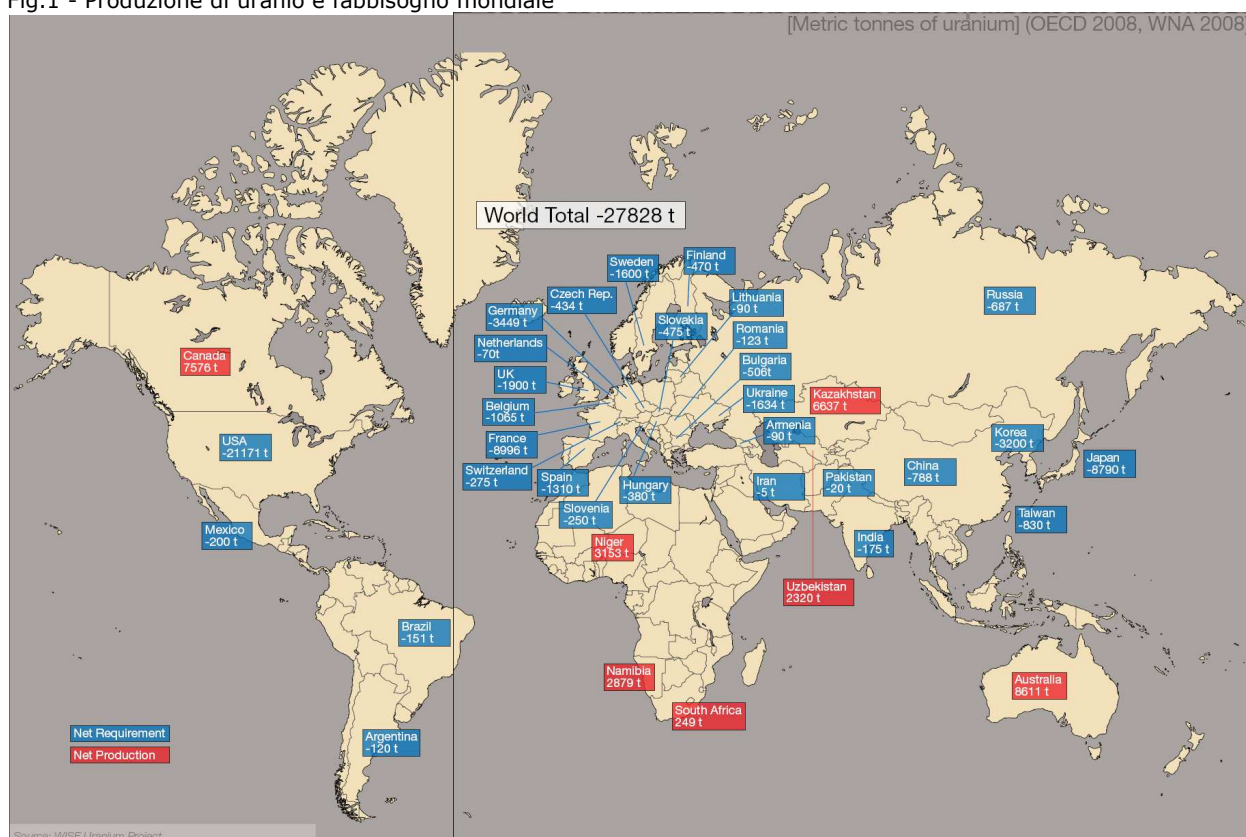 Fig.1 - Produzione di uranio e fabbisogno mondiale
[Metric tonnes of uranium] (OECD 2008, WNA 2008)
World Total -27828 t
Sweden
-1600 t
Finland
-470 t
Czech Rep.
-434 t
Germany
-3449 t
Lithuania
-90 t
Slovakia
-475 t
Russia
-687 t
Netherlands
-70t
Romania
-123 t
Canada
7576 t
UK
-1900 t
Bulgaria
-506t
Belgium
-1065 t
Ukraine
-1634 t
Kazakhstan
6637 t
France
-8996 t
Armenia
-90 t
USA
-21171 t
Korea
-3200 t
Japan
-8790 t
Switzerland
-275 t
Spain
-1310 t
Hungary
-380 t
Iran
-5 t
Pakistan
-20 t
China
-788 t
Slovenia
-250 t
Mexico
-200 t
Taiwan
-830 t
Niger
3153 t
India
-175 t
Uzbekistan
2320 t
Brazil
-151 t
Namibia
2879 t
Australia
8611 t
South Africa
249 t
Net Requirement
Net Production
Argentina
-120 t
Source: WISE Uranium Project